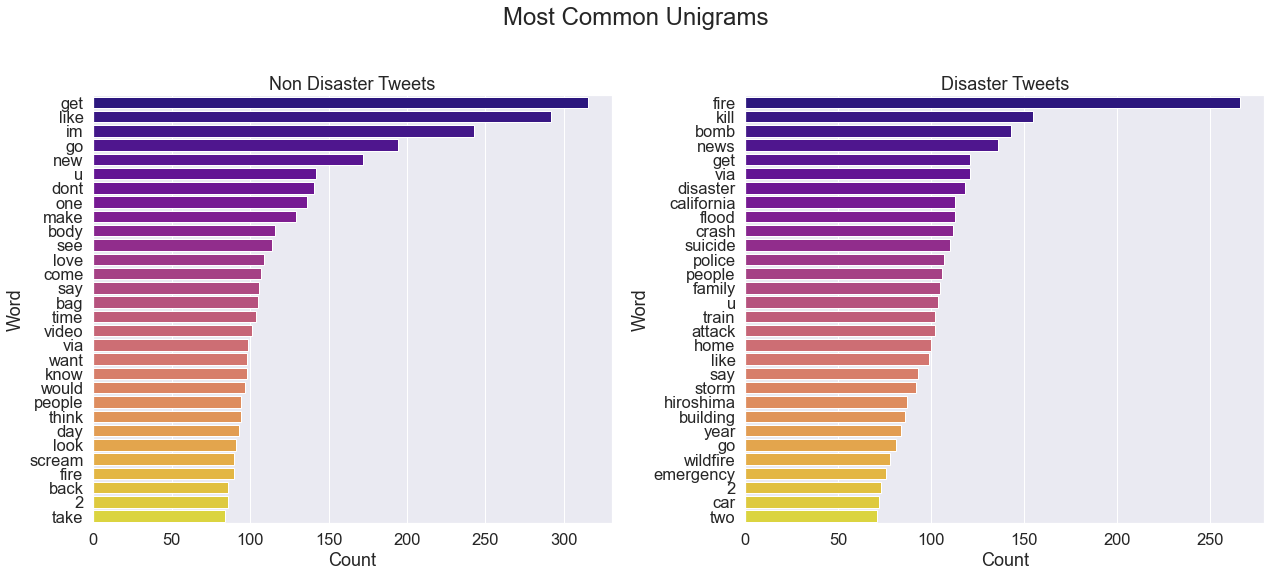 Most Common Unigrams
Non Disaster Tweets
Word
get
like
im
go
new
u
dont
one
make
body
see
love
come
say
bag
time
video
via
want
know
would
people
think
day
look
scream
fire
back
2
take
0 50 100 150 200 250 300
Count
Disaster Tweets
Word
fire
kill
bomb
news
get
via
disaster
california
flood
crash
suicide
police
people
family
u
train
attack
home
like
say
storm
hiroshima
building
year
go
wildfire
emergency
2
car
two
0 50 100 150 200 250
Count